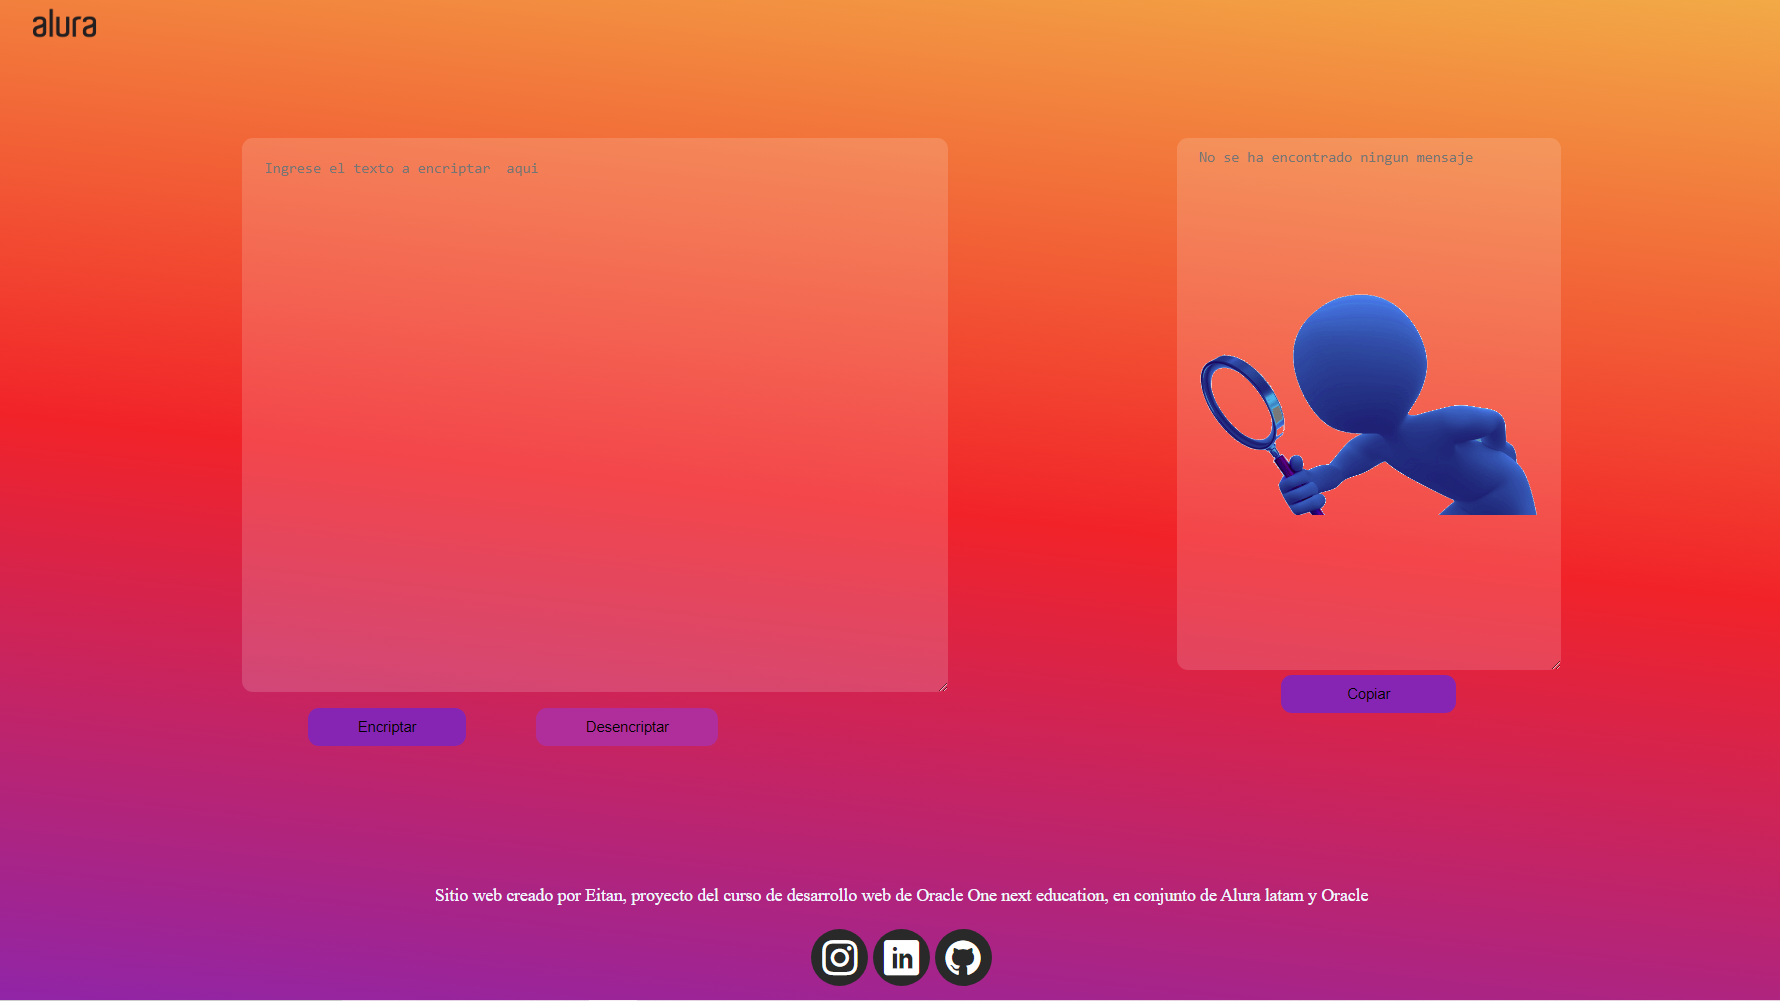 alura
Ingrese el texto a encriptar  aqui
No se ha encontrado ningun mensaje
Encriptar
Desencriptar
Copiar
Sitio web creado por Eitan, proyecto del curso de desarrollo web de Oracle One next education, en conjunto de Alura latam y Oracle
in